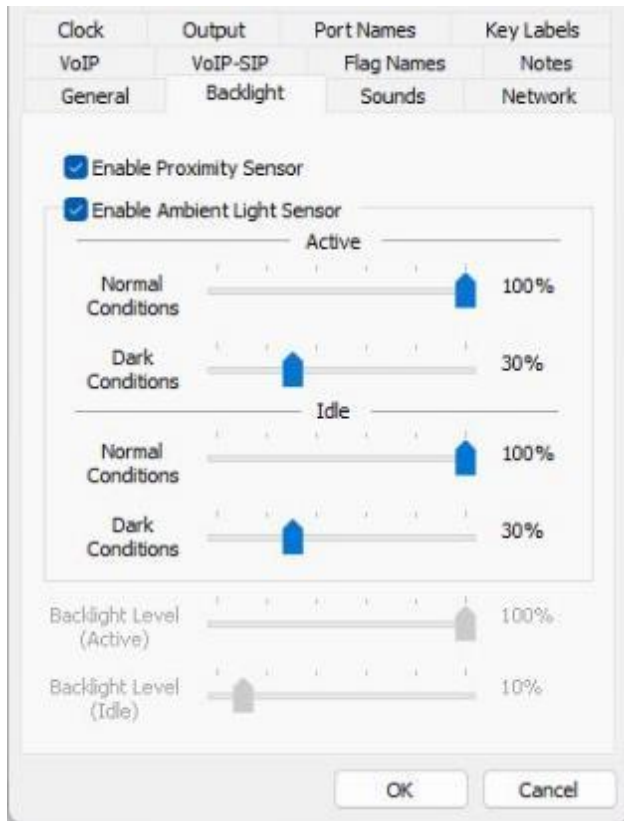 Clock Output Port Names Key Labels
VoIP VoIP-SIP Flag Names Notes
General Backlight Sounds Network
Enable Proximity Sensor
Enable Ambient Light Sensor
Active
Normal
Conditions
100%
Dark
Conditions
30%
Idle
Normal
Conditions
100%
Dark
Conditions
30%
Backlight Level
(Active)
100%
Backlight Level
(Idle)
10%
OK Cancel